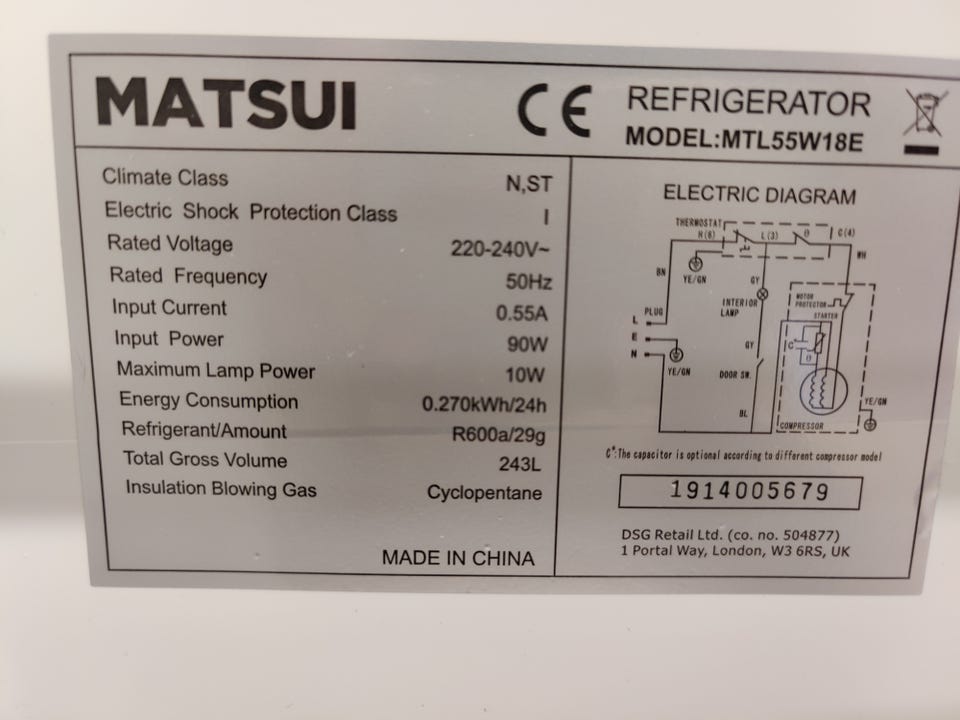 MATSUI
CE
REFRIGERATOR
MODEL:MTL55W18E
Climate Class N,ST
Electric Shock Protection Class I
Rated Voltage 220-240V~
Rated Frequency 50Hz
Input Current 0.55A
Input Power 90W
Maximum Lamp Power 10W
Energy Consumption 0.270kWh/24h
Refrigerant/Amount R600a/29g
Total Gross Volume 243L
Insulation Blowing Gas Cyclopentane
MADE IN CHINA
ELECTRIC DIAGRAM
THERMOSTAT
H(6) L(3) θ C(4)
WH
BN
YE/GN
GY
INTERIOR
LAMP
MOTOR
PROTECTOR
STARTER
PLUG
L
E
N
YE/GN
GY
C*
θ
DOOR SW.
BL
YE/GN
COMPRESSOR
C*:The capacitor is optional according to different compressor model
1914005679
DSG Retail Ltd. (co. no. 504877)
1 Portal Way, London, W3 6RS, UK